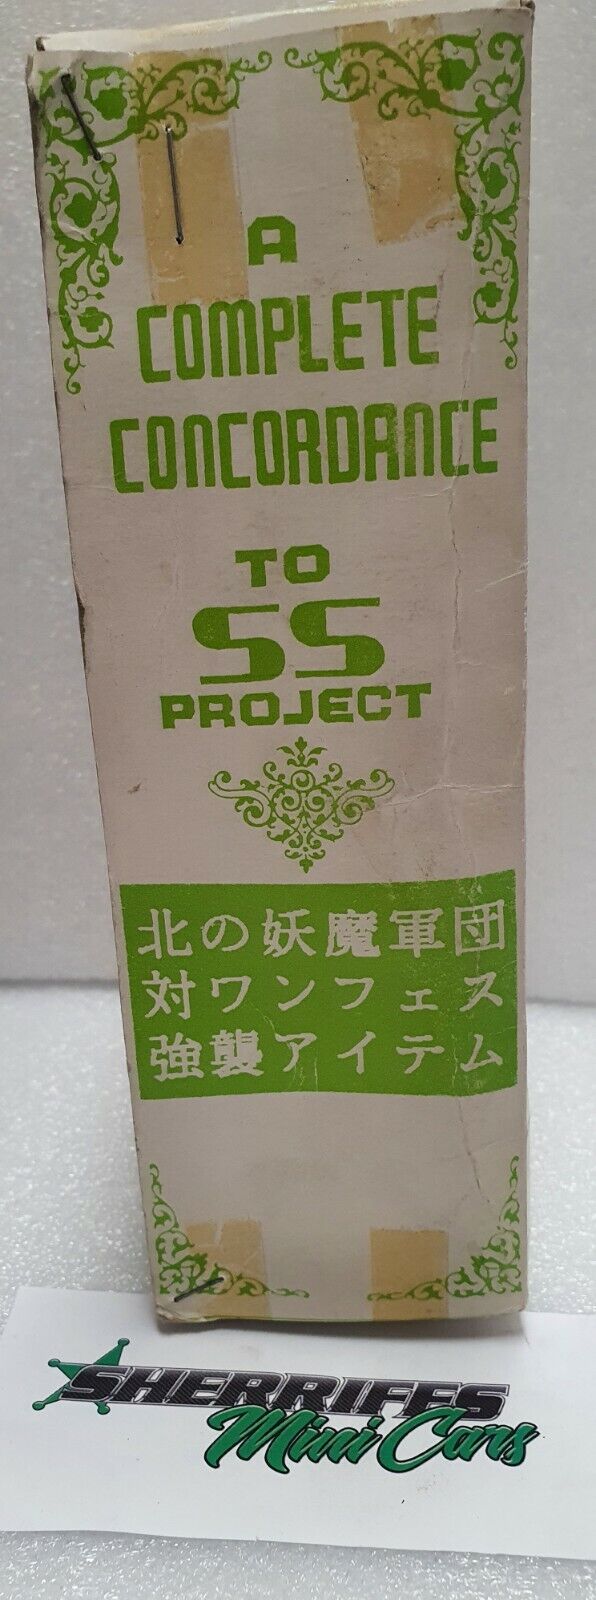 A
COMPLETE
CONCORDANCE
TO
SS
PROJECT
北の妖魔軍団
対ワンフェス
強襲アイテム
SHERRIFFS
Mini Cars